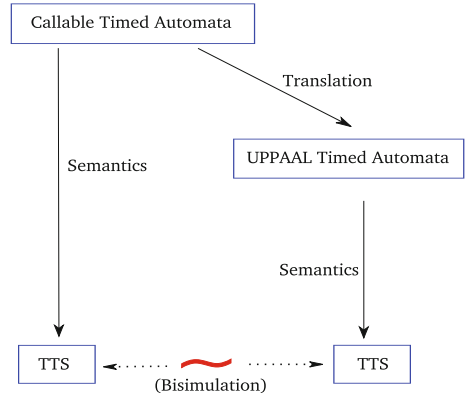 Callable Timed Automata
Translation
UPPAAL Timed Automata
Semantics
Semantics
TTS
TTS
(Bisimulation)